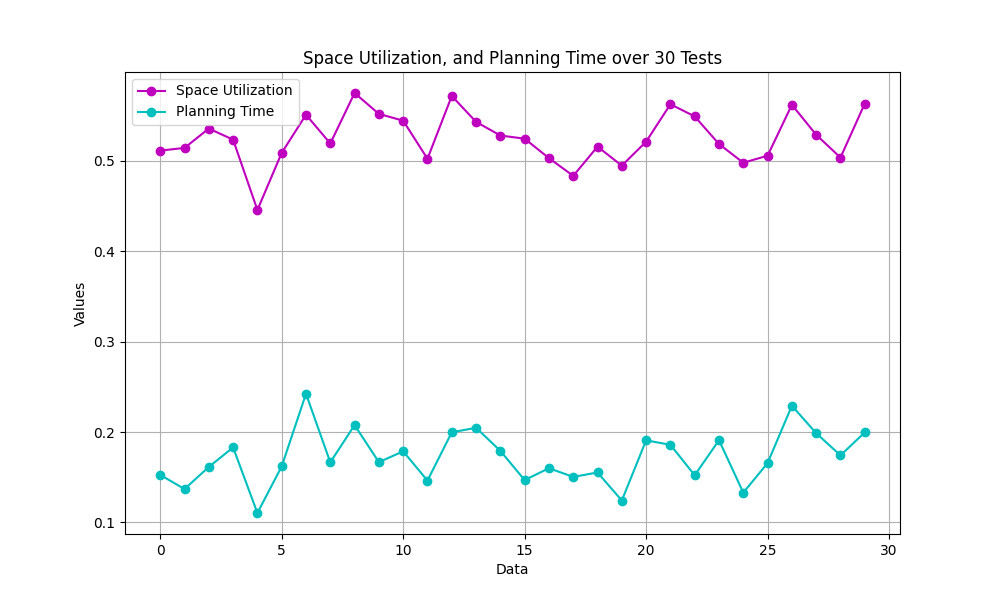 Space Utilization, and Planning Time over 30 Tests
Space Utilization
Planning Time
Values
0.5
0.4
0.3
0.2
0.1
0 5 10 15 20 25 30
Data